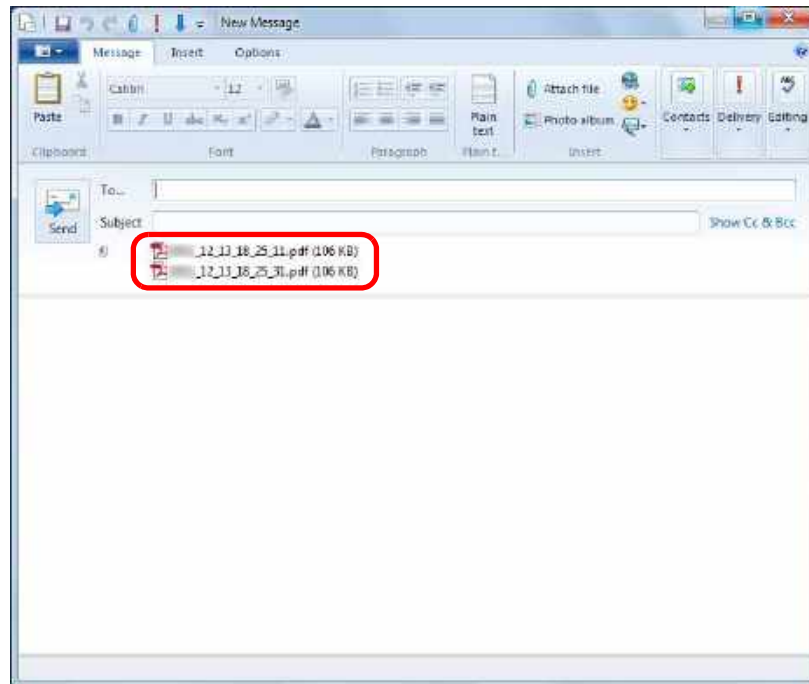 New Message
Message Insert Options
Calibri 12
Paste
Plain text
Attach file
Photo album
Contacts Delivery Editing
Clipboard Font Paragraph Plain t... Insert
To...
Send
Subject
Show Cc & Bcc
_12_13_18_25_11.pdf (106 KB)
_12_13_18_25_31.pdf (106 KB)